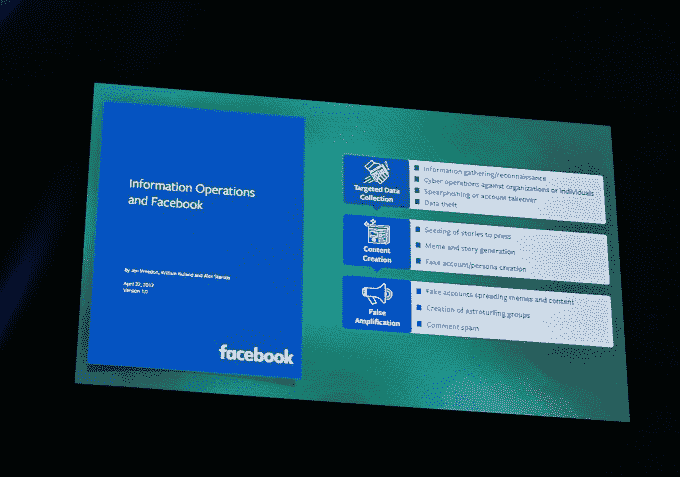 Information Operations
and Facebook
By Jen Weedon, William Nuland and Alex Stamos
April 27, 2017
Version 1.0
facebook
Targeted Data
Collection
Information gathering/reconnaissance
Cyber operations against organizations or individuals
Spearphishing or account takeover
Data theft
Content
Creation
Seeding of stories to press
Meme and story generation
Fake account/persona creation
False
Amplification
Fake accounts spreading memes and content
Creation of astroturfing groups
Comment spam